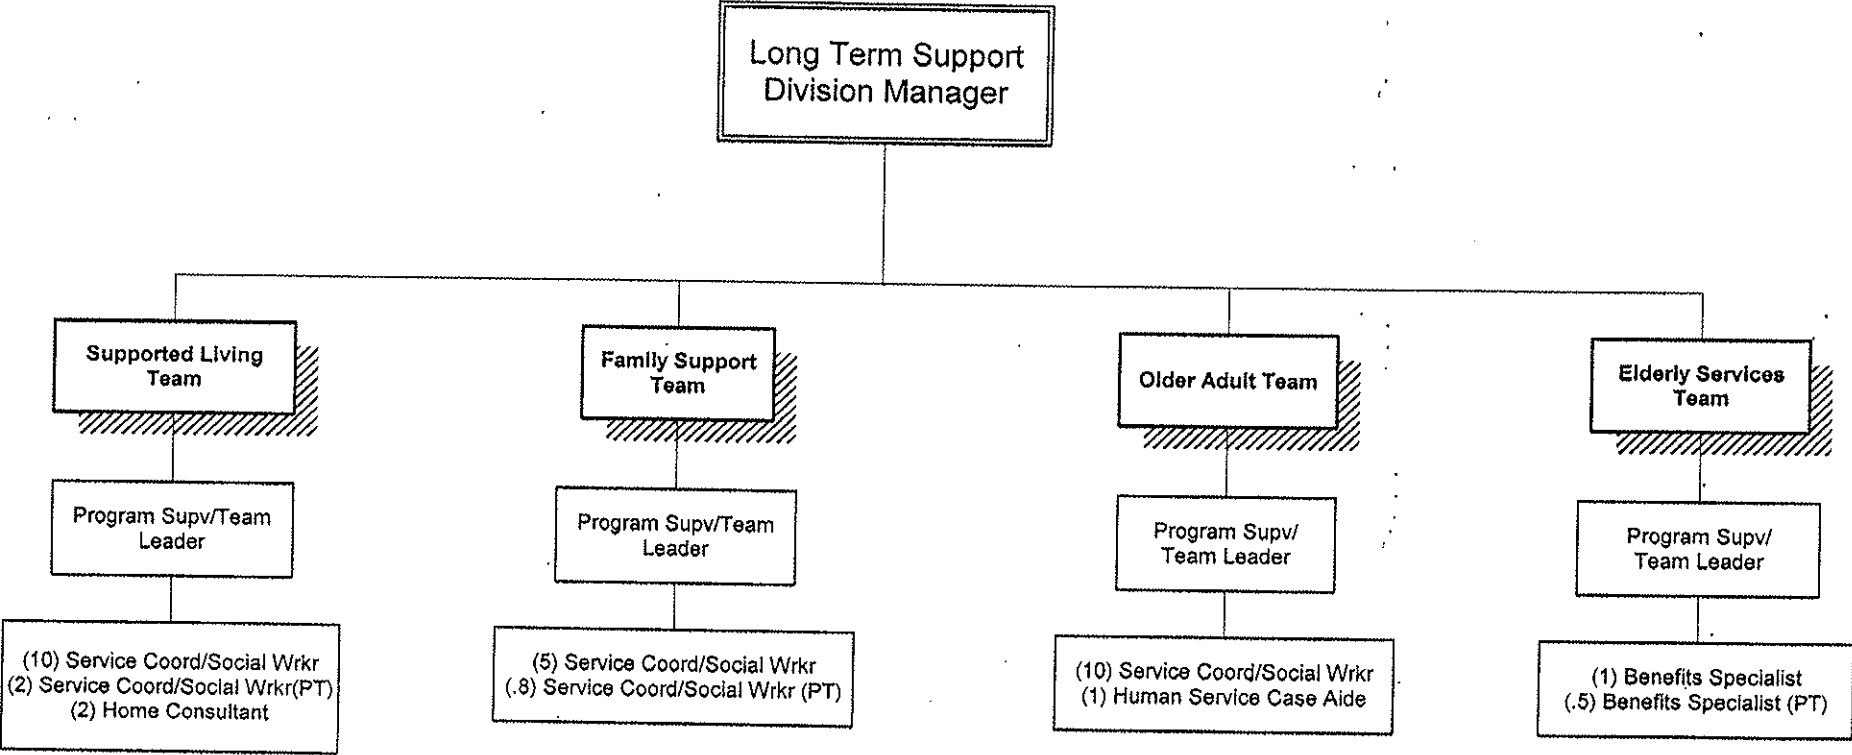 Long Term Support
Division Manager
Supported Living
Team
Family Support
Team
Older Adult Team
Elderly Services
Team
Program Supv/Team
Leader
Program Supv/Team
Leader
Program Supv/
Team Leader
Program Supv/
Team Leader
(10) Service Coord/Social Wrkr
(2) Service Coord/Social Wrkr(PT)
(2) Home Consultant
(5) Service Coord/Social Wrkr
(.8) Service Coord/Social Wrkr (PT)
(10) Service Coord/Social Wrkr
(1) Human Service Case Aide
(1) Benefits Specialist
(.5) Benefits Specialist (PT)